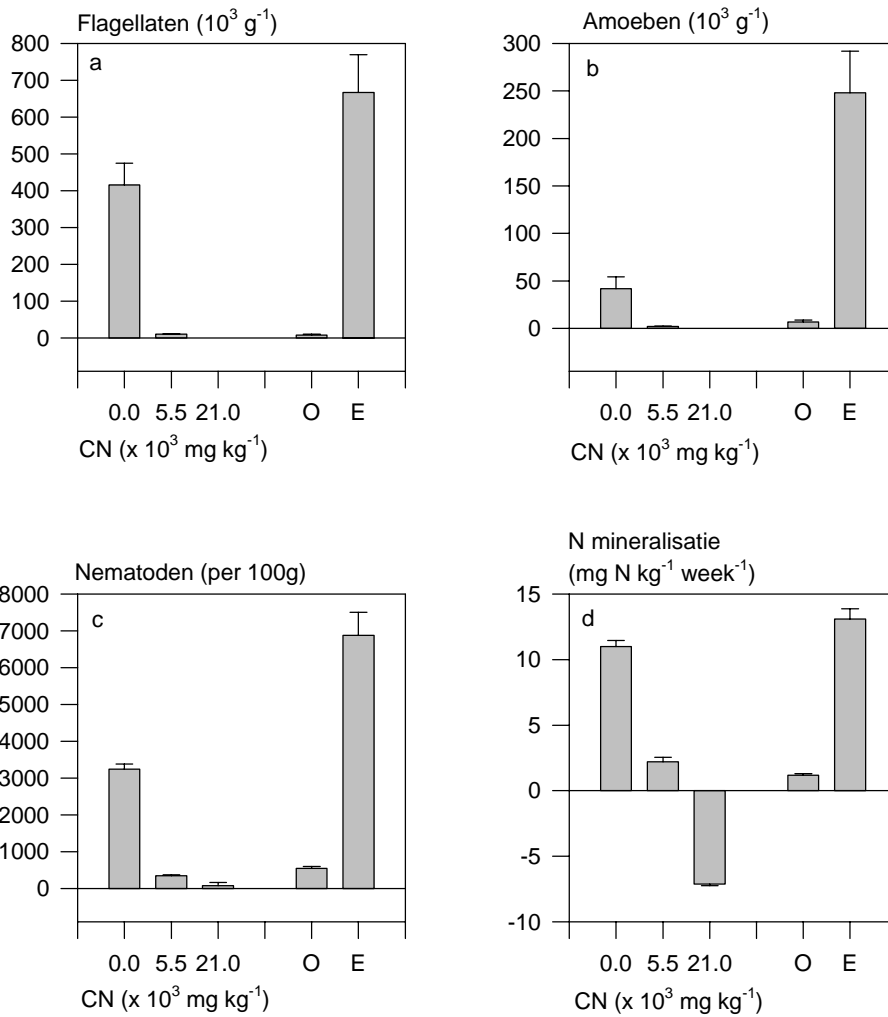 Flagellaten (10³ g⁻¹)
a
800
700
600
500
400
300
200
100
0
0.0 5.5 21.0 O E
CN (x 10³ mg kg⁻¹)
Amoeben (10³ g⁻¹)
b
300
250
200
150
100
50
0
0.0 5.5 21.0 O E
CN (x 10³ mg kg⁻¹)
Nematoden (per 100g)
c
8000
7000
6000
5000
4000
3000
2000
1000
0
0.0 5.5 21.0 O E
CN (x 10³ mg kg⁻¹)
N mineralisatie
(mg N kg⁻¹ week⁻¹)
d
15
10
5
0
-5
-10
0.0 5.5 21.0 O E
CN (x 10³ mg kg⁻¹)